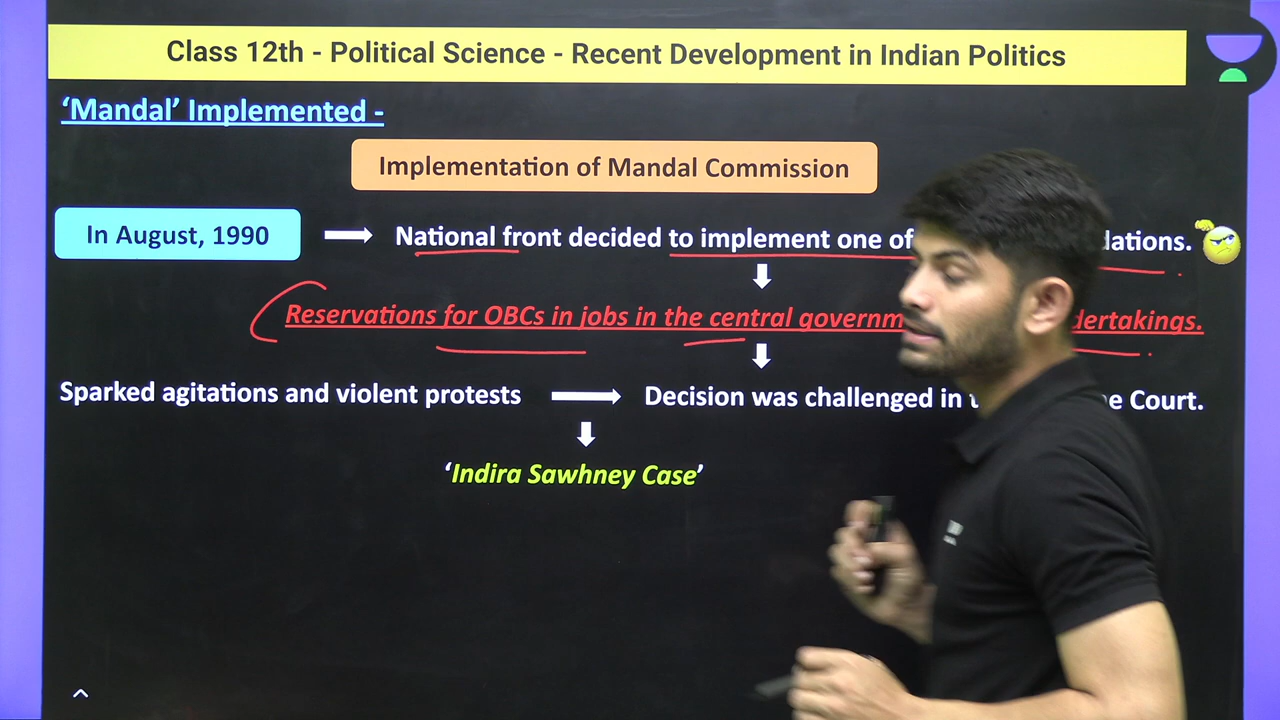 Class 12th - Political Science - Recent Development in Indian Politics
‘Mandal’ Implemented -
Implementation of Mandal Commission
In August, 1990
National front decided to implement one of dations.
Reservations for OBCs in jobs in the central governm dertakings.
Sparked agitations and violent protests
Decision was challenged in t e Court.
‘Indira Sawhney Case’